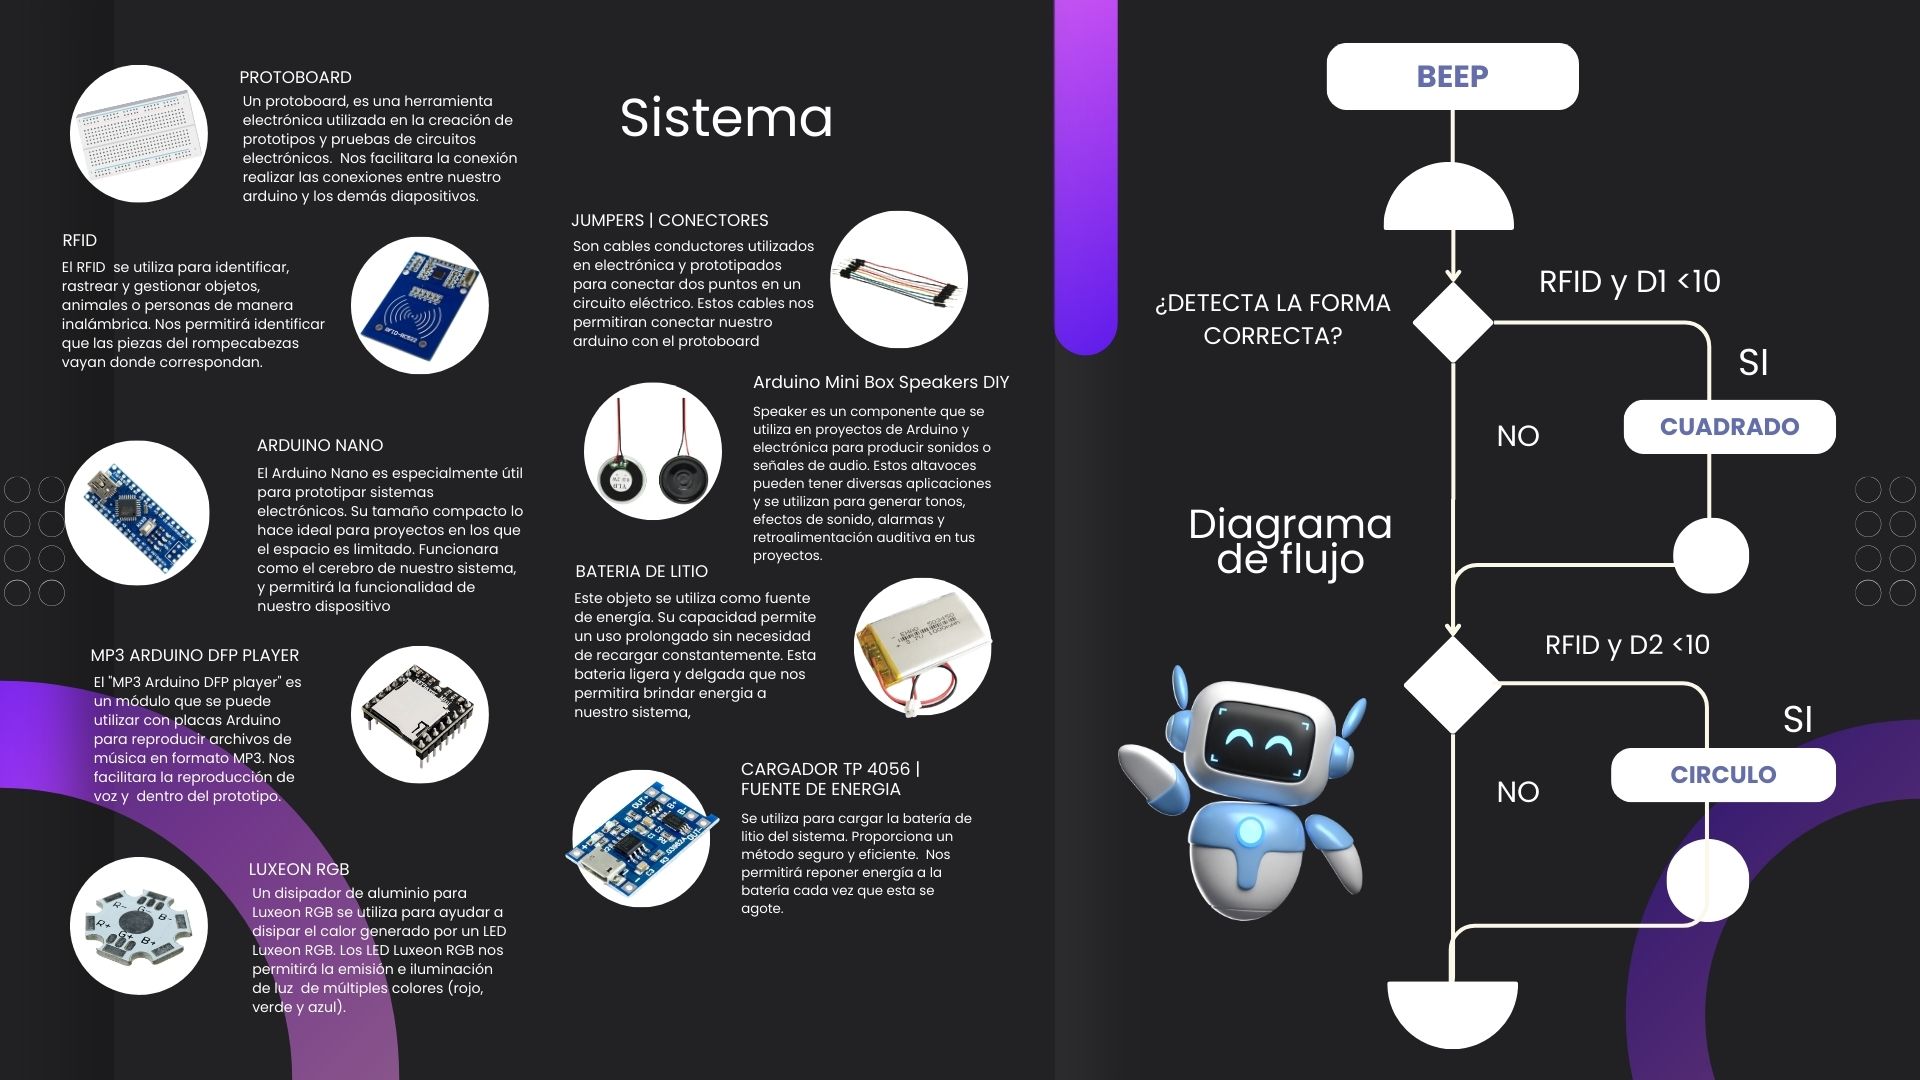 PROTOBOARD
Un protoboard, es una herramienta
electrónica utilizada en la creación de
prototipos y pruebas de circuitos
electrónicos.  Nos facilitara la conexión
realizar las conexiones entre nuestro
arduino y los demás diapositivos.
RFID
El RFID  se utiliza para identificar,
rastrear y gestionar objetos,
animales o personas de manera
inalámbrica. Nos permitirá identificar
que las piezas del rompecabezas
vayan donde correspondan.
RFID-RC522
ARDUINO NANO
El Arduino Nano es especialmente útil
para prototipar sistemas
electrónicos. Su tamaño compacto lo
hace ideal para proyectos en los que
el espacio es limitado. Funcionara
como el cerebro de nuestro sistema,
y permitirá la funcionalidad de
nuestro dispositivo
MP3 ARDUINO DFP PLAYER
El "MP3 Arduino DFP player" es
un módulo que se puede
utilizar con placas Arduino
para reproducir archivos de
música en formato MP3. Nos
facilitara la reproducción de
voz y  dentro del prototipo.
LUXEON RGB
Un disipador de aluminio para
Luxeon RGB se utiliza para ayudar a
disipar el calor generado por un LED
Luxeon RGB. Los LED Luxeon RGB nos
permitirá la emisión e iluminación
de luz  de múltiples colores (rojo,
verde y azul).
R- G- B-
R+ G+ B+
Sistema
JUMPERS | CONECTORES
Son cables conductores utilizados
en electrónica y prototipados
para conectar dos puntos en un
circuito eléctrico. Estos cables nos
permitiran conectar nuestro
arduino con el protoboard
Arduino Mini Box Speakers DIY
Speaker es un componente que se
utiliza en proyectos de Arduino y
electrónica para producir sonidos o
señales de audio. Estos altavoces
pueden tener diversas aplicaciones
y se utilizan para generar tonos,
efectos de sonido, alarmas y
retroalimentación auditiva en tus
proyectos.
BATERIA DE LITIO
Este objeto se utiliza como fuente
de energía. Su capacidad permite
un uso prolongado sin necesidad
de recargar constantemente. Esta
bateria ligera y delgada que nos
permitira brindar energia a
nuestro sistema,
CARGADOR TP 4056 |
FUENTE DE ENERGIA
Se utiliza para cargar la batería de
litio del sistema. Proporciona un
método seguro y eficiente.  Nos
permitirá reponer energía a la
batería cada vez que esta se
agote.
OUT+
B+
B-
OUT-
BEEP
¿DETECTA LA FORMA
CORRECTA?
RFID y D1 <10
SI
CUADRADO
NO
Diagrama
de flujo
RFID y D2 <10
SI
CIRCULO
NO